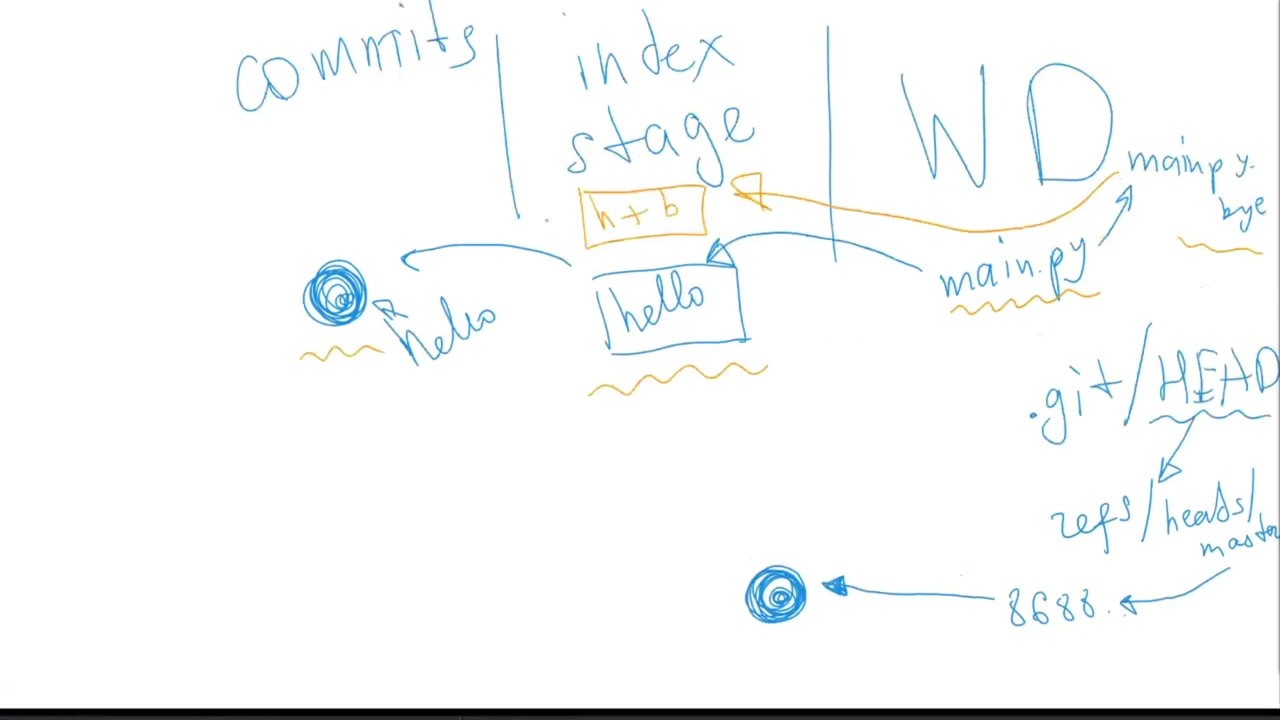 commits
index
stage
WD
main.py.
bye
h + b
main.py
hello
hello
.git/HEAD
refs/heads/
master
8688.